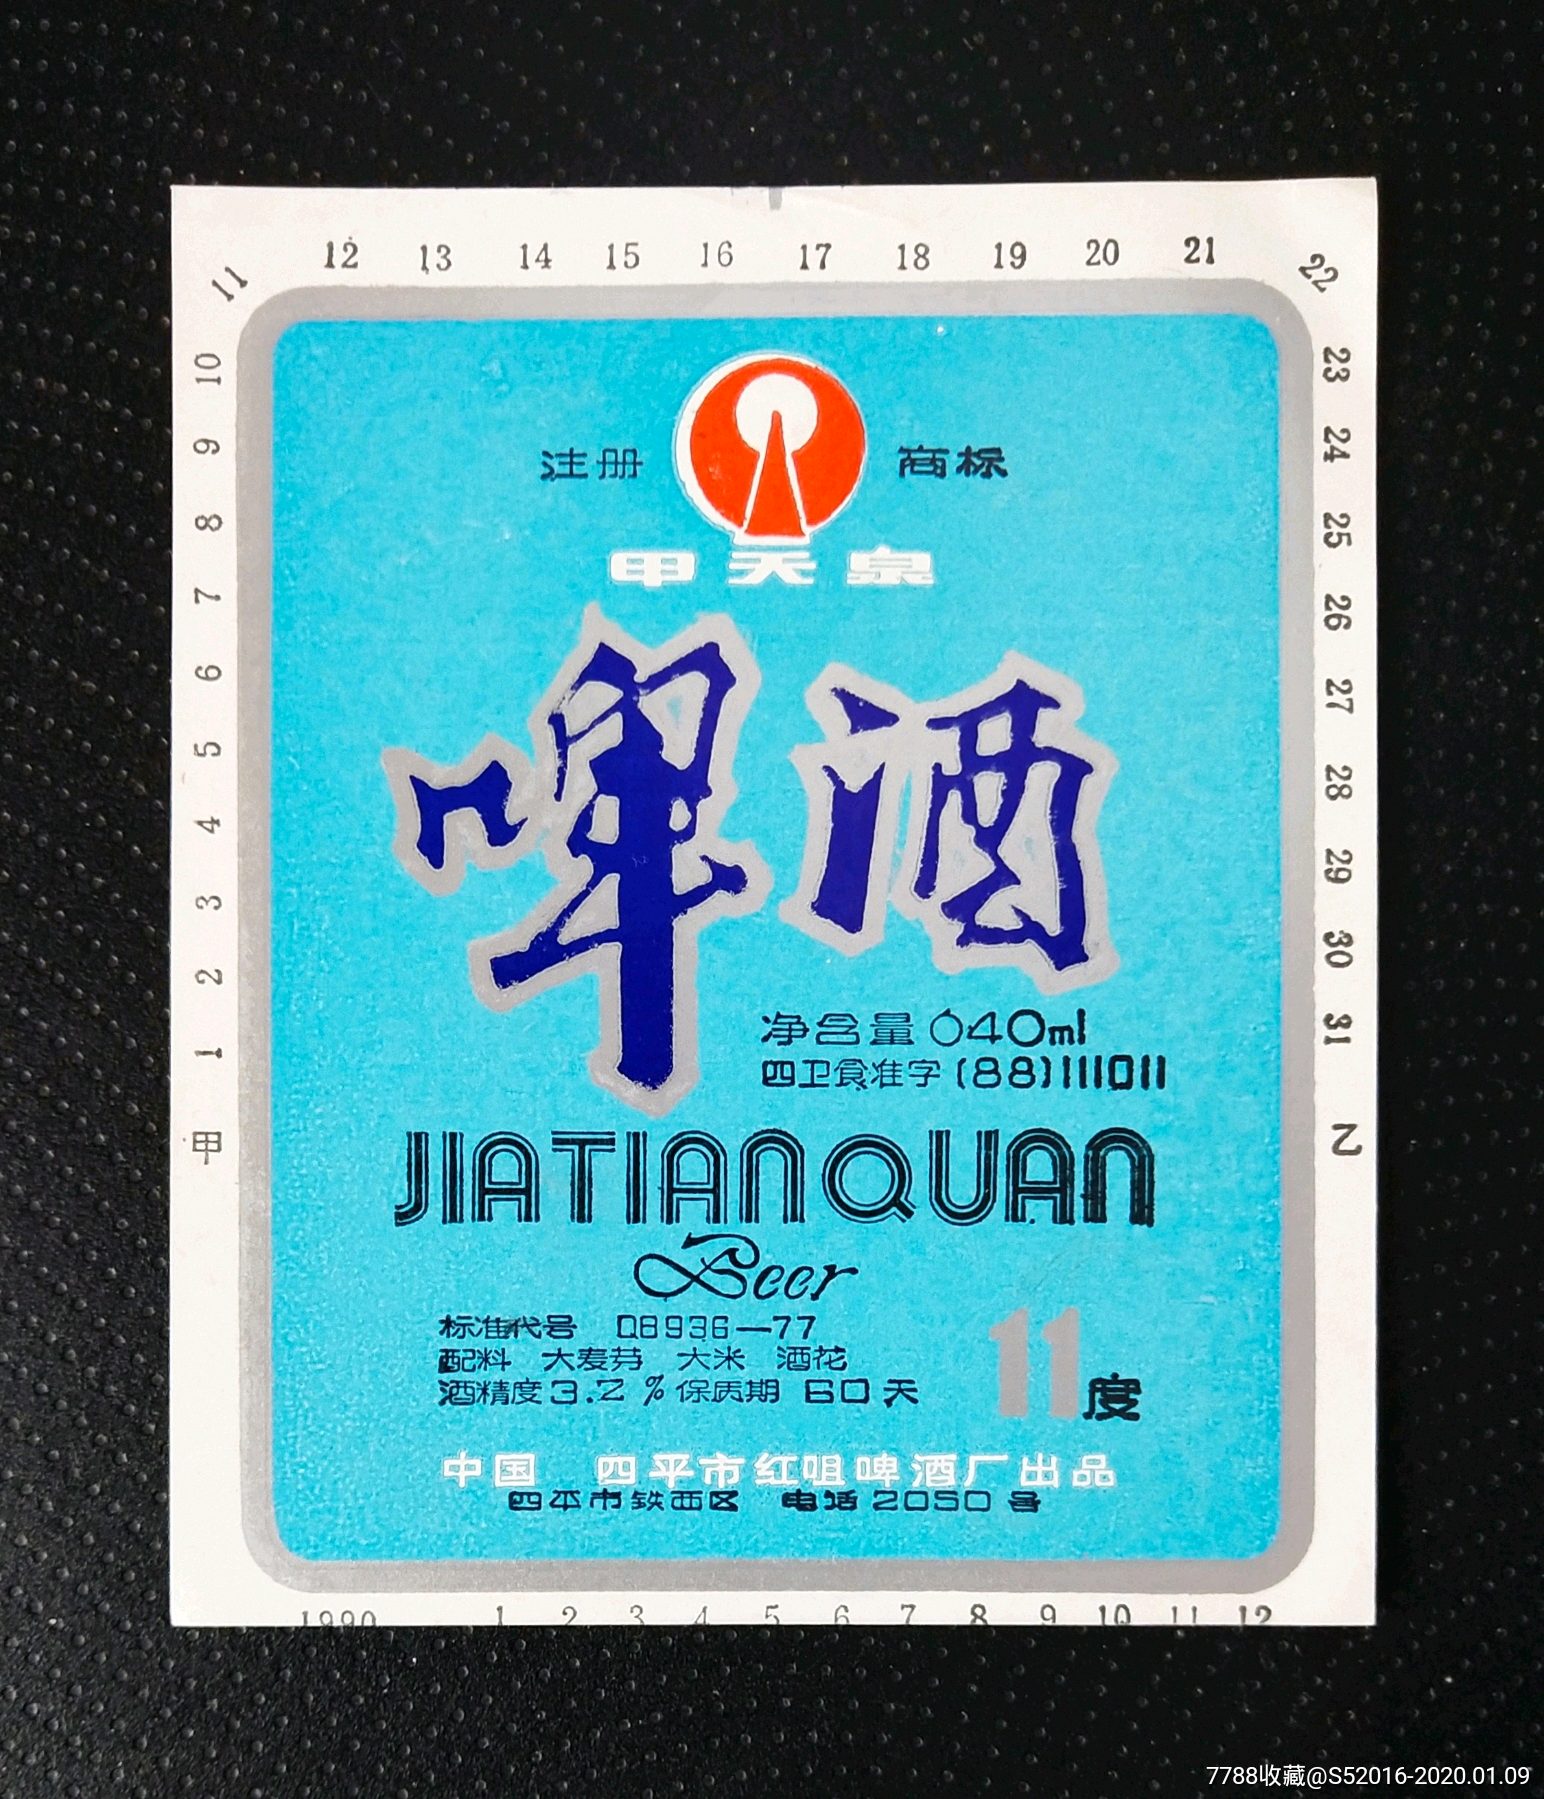 12 13 14 15 16 17 18 19 20 21
11
22
10
9
8
7
6
5
4
3
2
1
甲
23
24
25
26
27
28
29
30
31
乙
注册 商标
甲天泉
啤酒
净含量 640ml
四卫食准字(88)111011
JIATIANQUAN
Beer
标准代号 QB936—77
配料 大麦芽 大米 酒花
酒精度3.2% 保质期 60天
11度
中国 四平市红咀啤酒厂出品
四平市铁西区 电话 2050 号
1990 1 2 3 4 5 6 7 8 9 10 11 12
7788收藏@S52016-2020.01.09